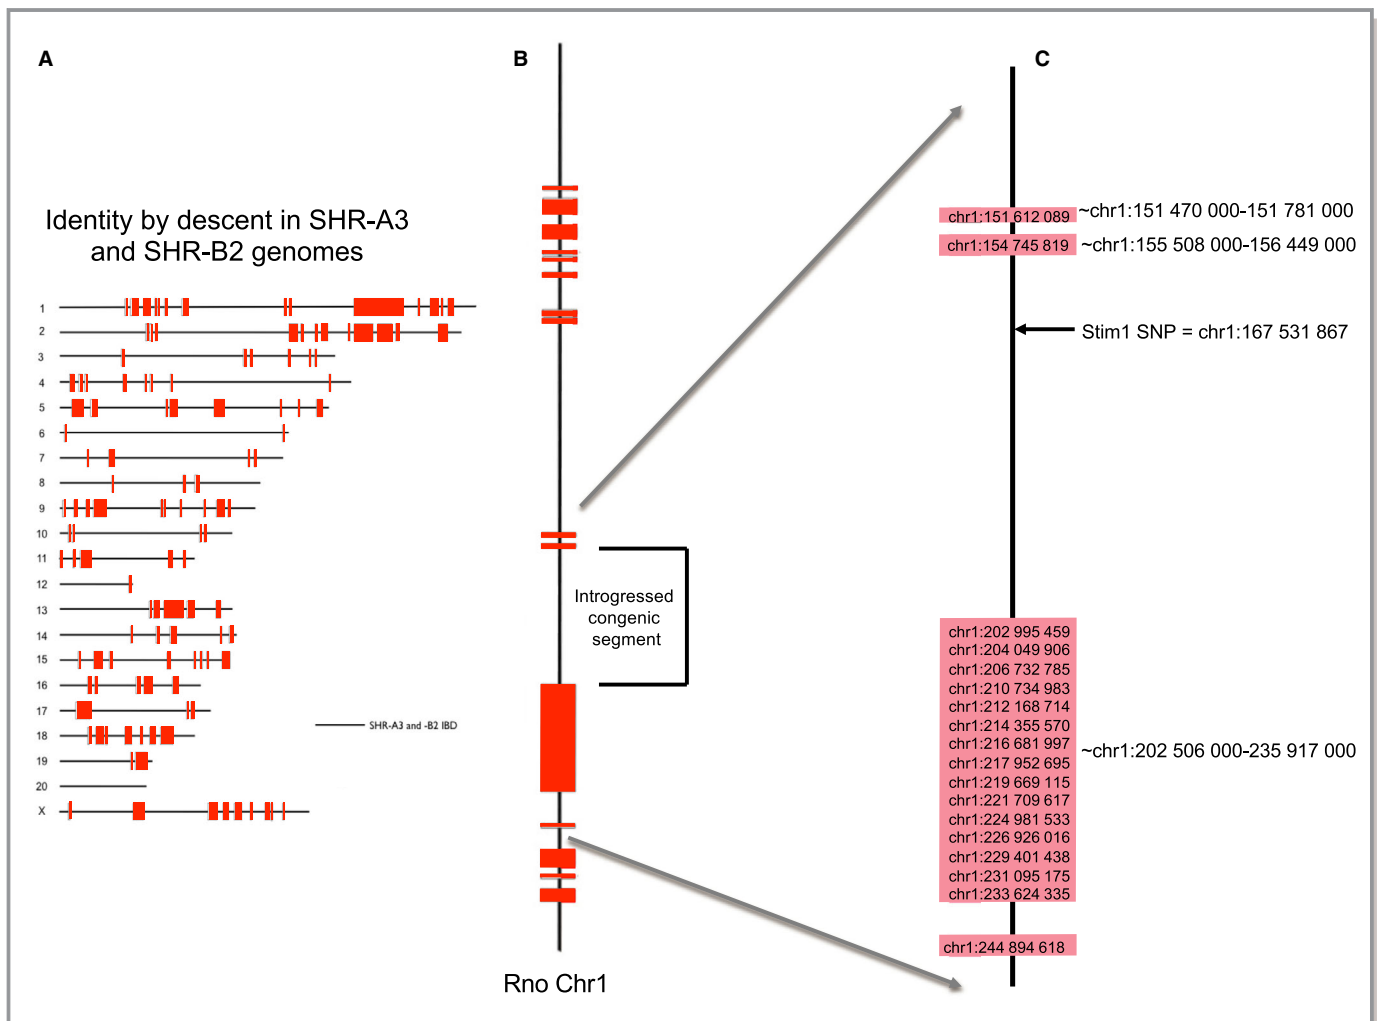 A
B
C
Identity by descent in SHR-A3
and SHR-B2 genomes
1
2
3
4
5
6
7
8
9
10
11
12
13
14
15
16
17
18
19
20
X
SHR-A3 and -B2 IBD
Introgressed
congenic
segment
Rno Chr1
chr1:151 612 089
~chr1:151 470 000-151 781 000
chr1:154 745 819
~chr1:155 508 000-156 449 000
Stim1 SNP = chr1:167 531 867
chr1:202 995 459
chr1:204 049 906
chr1:206 732 785
chr1:210 734 983
chr1:212 168 714
chr1:214 355 570
chr1:216 681 997
chr1:217 952 695
chr1:219 669 115
chr1:221 709 617
chr1:224 981 533
chr1:226 926 016
chr1:229 401 438
chr1:231 095 175
chr1:233 624 335
~chr1:202 506 000-235 917 000
chr1:244 894 618